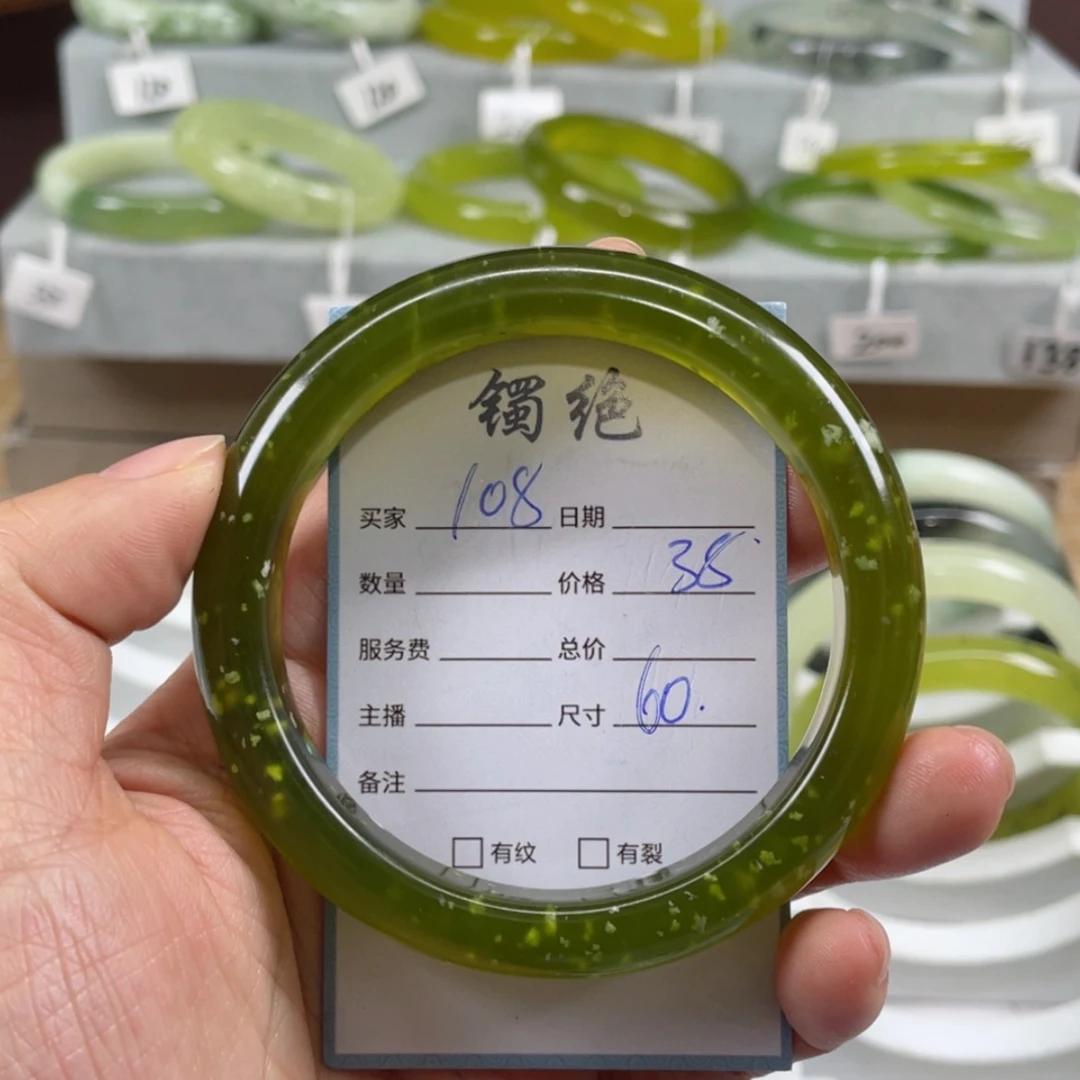 镯绝
买家 108 日期
数量 价格 38
服务费 总价
主播 尺寸 60.
备注
□有纹 □有裂